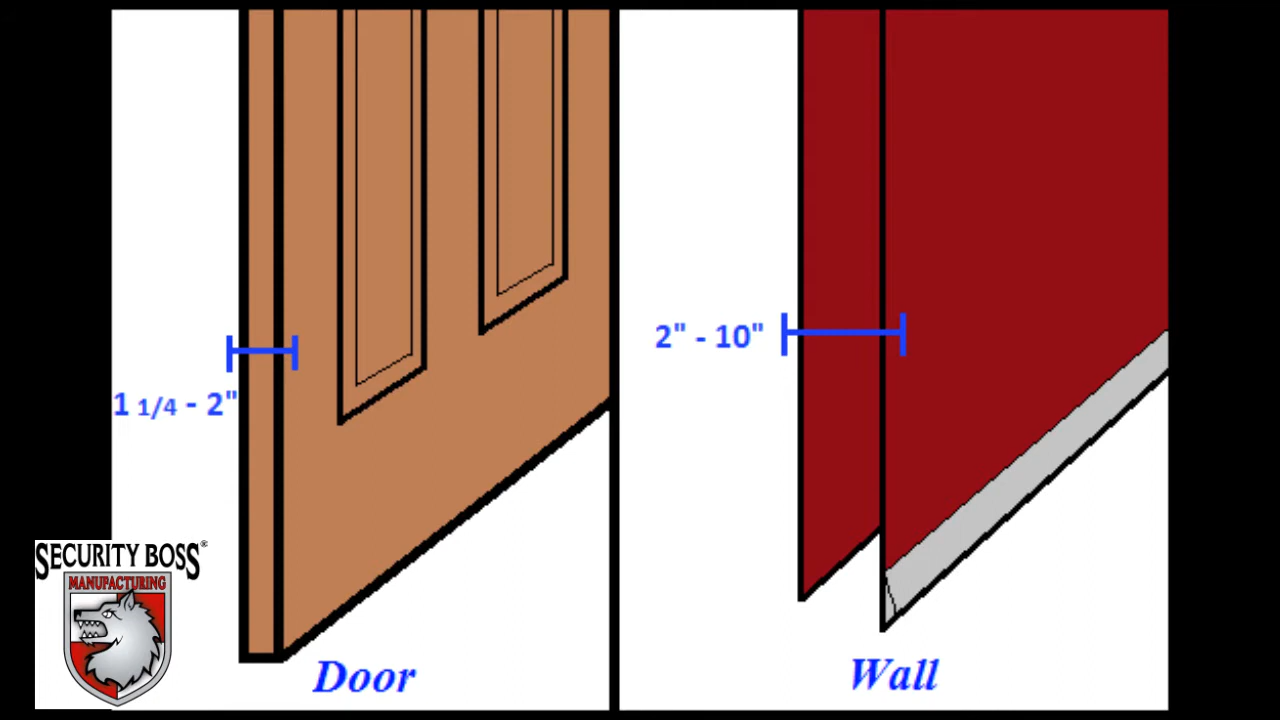 1 1/4 - 2"
2" - 10"
SECURITY BOSS®
MANUFACTURING
Door
Wall